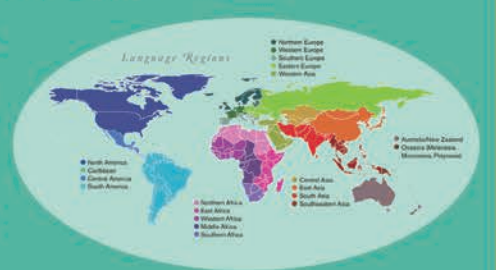 Language Regions
Northern Europe
Western Europe
Southern Europe
Eastern Europe
Western Asia
North America
Caribbean
Central America
South America
Northern Africa
East Africa
Western Africa
Middle Africa
Southern Africa
Central Asia
East Asia
South Asia
Southeastern Asia
Australia/New Zealand
Oceania (Melanesia,
Micronesia, Polynesia)